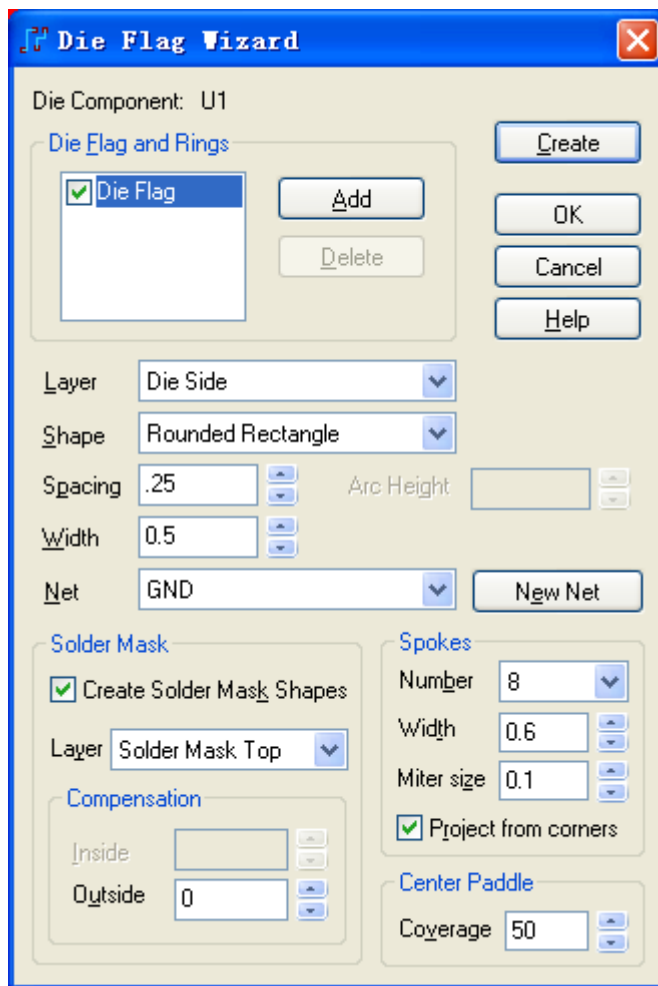 Die Flag Wizard
Die Component: U1
Die Flag and Rings
Die Flag
Add
Delete
Create
OK
Cancel
Help
Layer Die Side
Shape Rounded Rectangle
Spacing .25 Arc Height
Width 0.5
Net GND New Net
Solder Mask
Create Solder Mask Shapes
Layer Solder Mask Top
Compensation
Inside
Outside 0
Spokes
Number 8
Width 0.6
Miter size 0.1
Project from corners
Center Paddle
Coverage 50